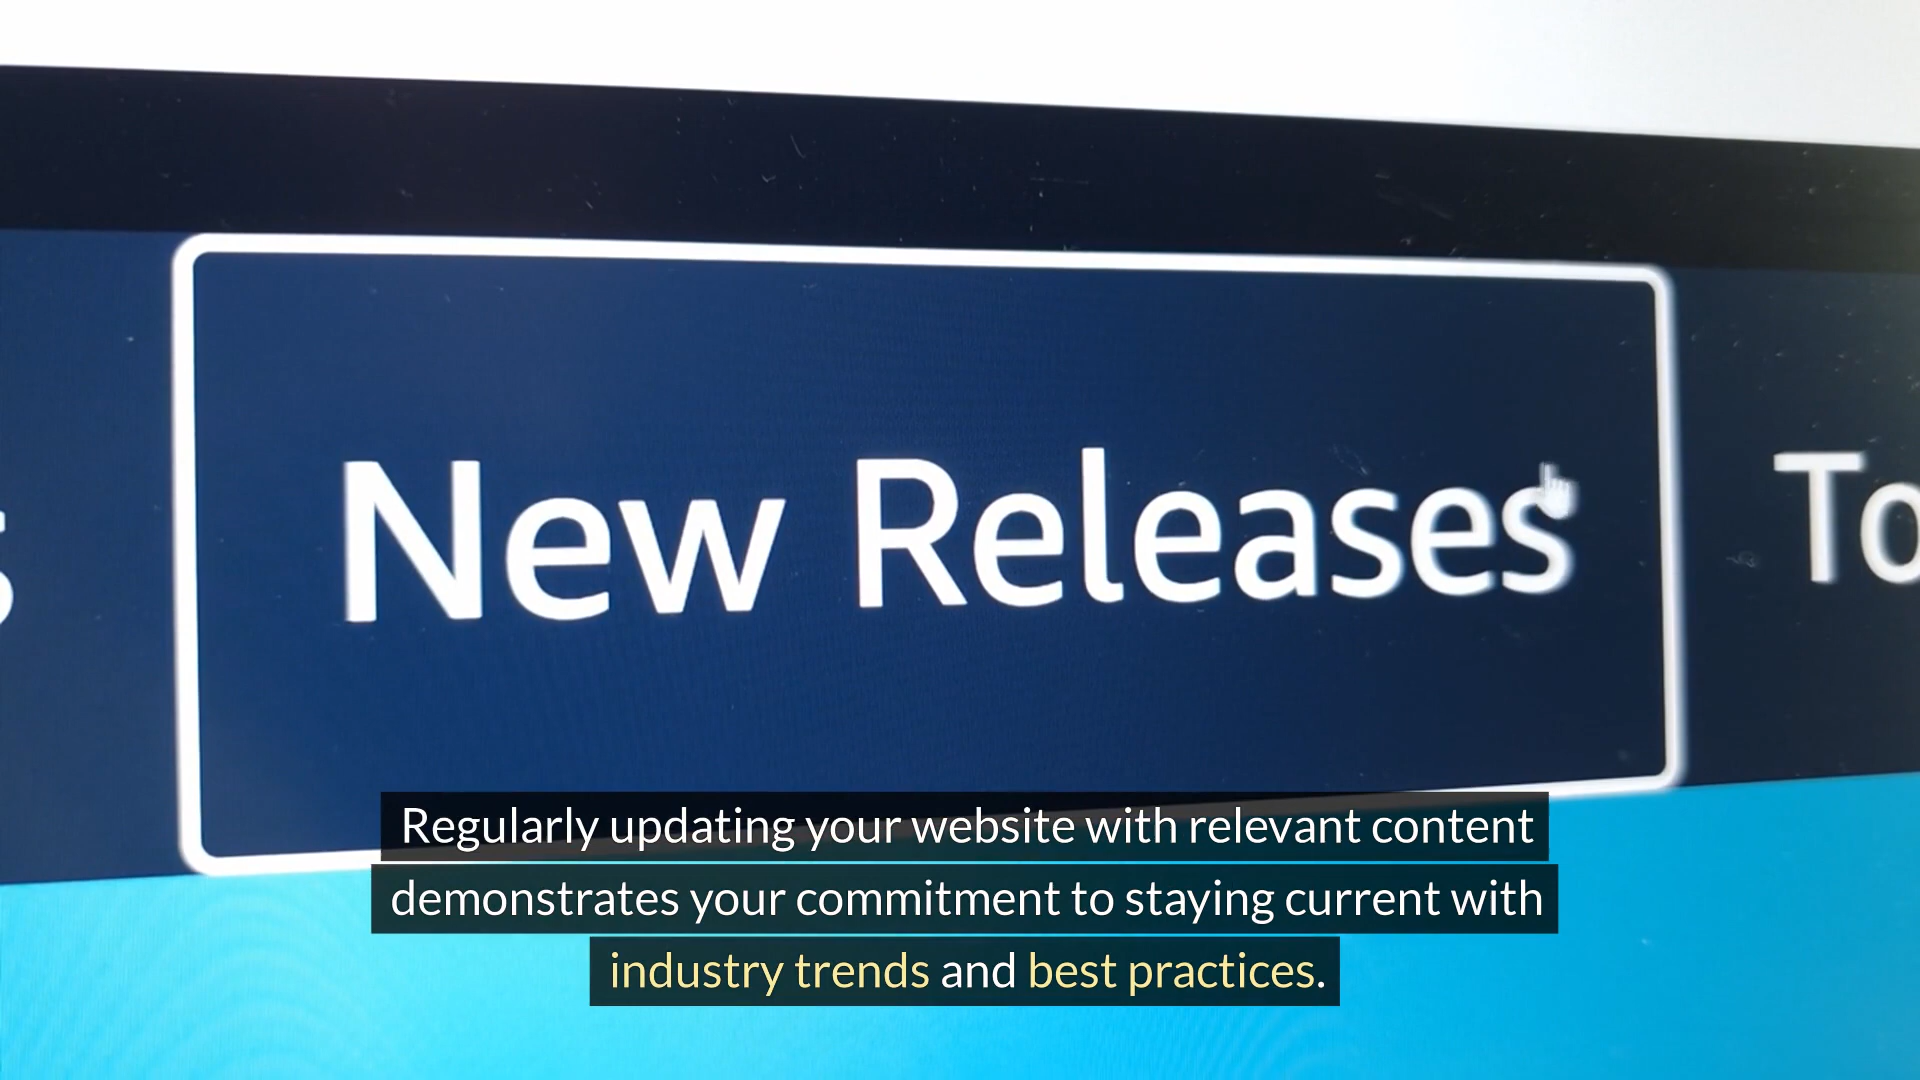 New Releases
Regularly updating your website with relevant content
demonstrates your commitment to staying current with
industry trends and best practices.